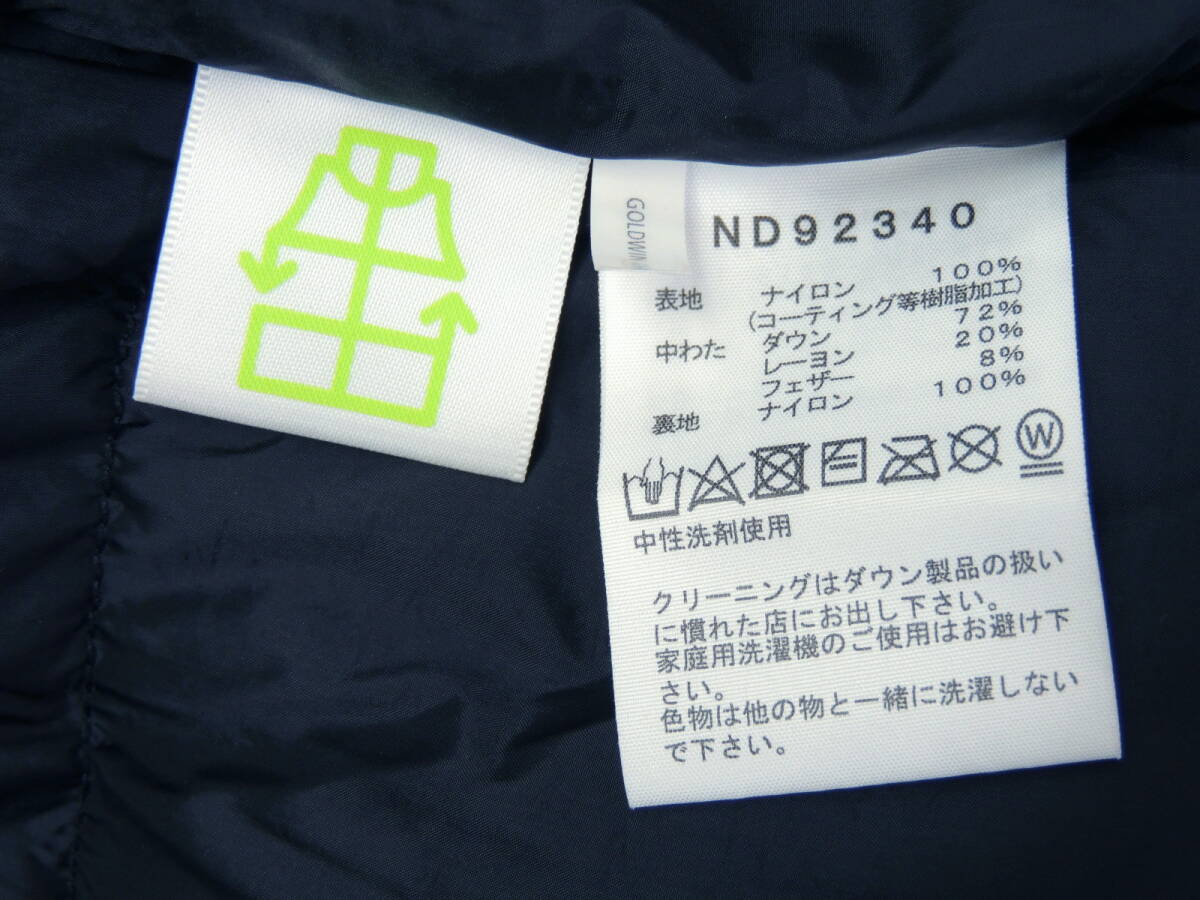 GOLDWIN
ND92340
表地 ナイロン 100%
(コーティング等樹脂加工)
中わた ダウン 72%
レーヨン 20%
フェザー 8%
裏地 ナイロン 100%
W
中性洗剤使用
クリーニングはダウン製品の扱い
に慣れた店にお出し下さい。
家庭用洗濯機のご使用はお避け下
さい。
色物は他の物と一緒に洗濯しない
で下さい。